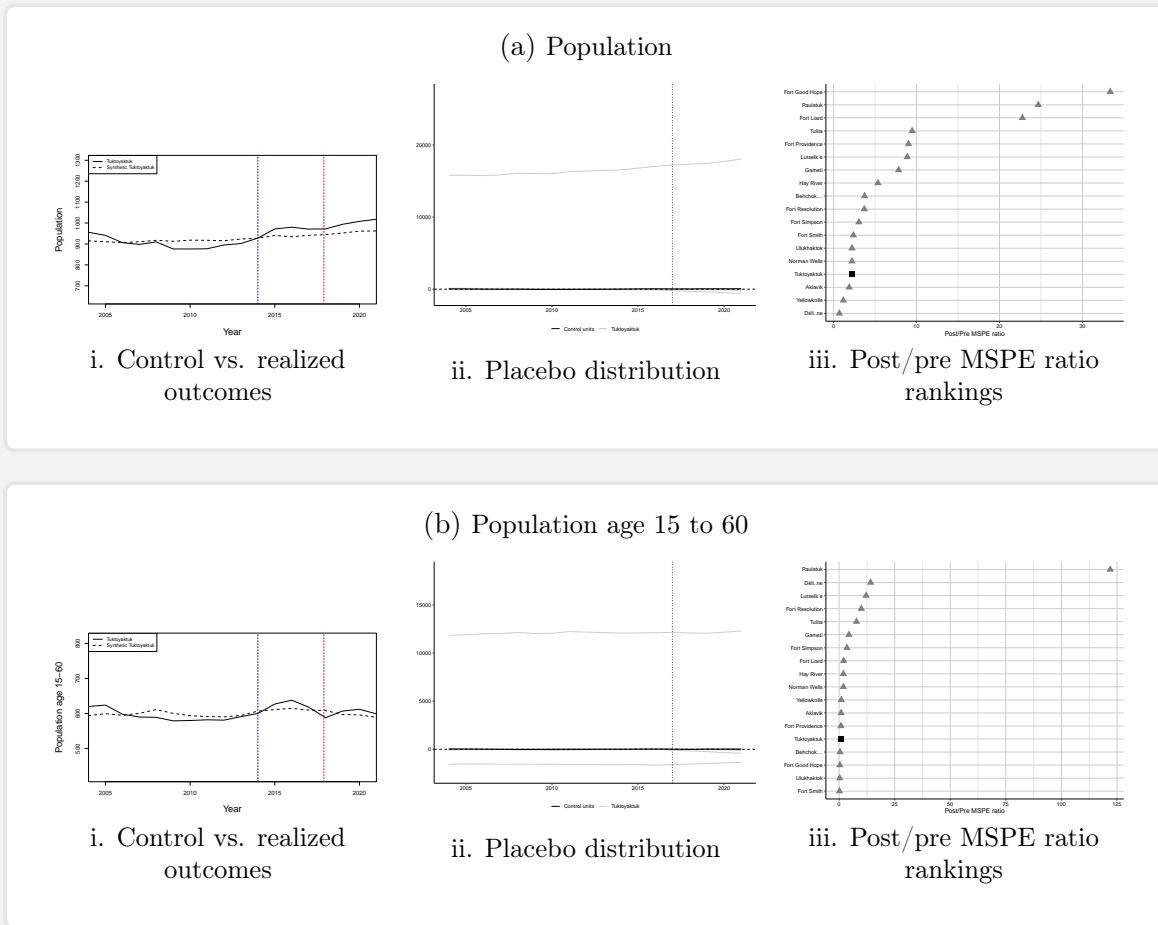 (a) Population
Tuktoyaktuk
Synthetic Tuktoyaktuk
Population
700 800 900 1000 1100 1200 1300
2005 2010 2015 2020
Year
i. Control vs. realized
outcomes
20000
10000
0
2005 2010 2015 2020
Control units Tuktoyaktuk
ii. Placebo distribution
Fort Good Hope
Paulatuk
Fort Liard
Tulita
Fort Providence
Lutselk'e
Gametì
Hay River
Behchok...
Fort Resolution
Fort Simpson
Fort Smith
Ulukhaktok
Norman Wells
Tuktoyaktuk
Aklavik
Yellowknife
Déli..ne
0 10 20 30
Post/Pre MSPE ratio
iii. Post/pre MSPE ratio
rankings
(b) Population age 15 to 60
Tuktoyaktuk
Synthetic Tuktoyaktuk
Population age 15−60
500 600 700 800
2005 2010 2015 2020
Year
i. Control vs. realized
outcomes
15000
10000
5000
0
2005 2010 2015 2020
Control units Tuktoyaktuk
ii. Placebo distribution
Paulatuk
Déli..ne
Lutselk'e
Fort Resolution
Tulita
Gametì
Fort Simpson
Fort Liard
Hay River
Norman Wells
Yellowknife
Aklavik
Fort Providence
Tuktoyaktuk
Behchok...
Fort Good Hope
Ulukhaktok
Fort Smith
0 25 50 75 100 125
Post/Pre MSPE ratio
iii. Post/pre MSPE ratio
rankings